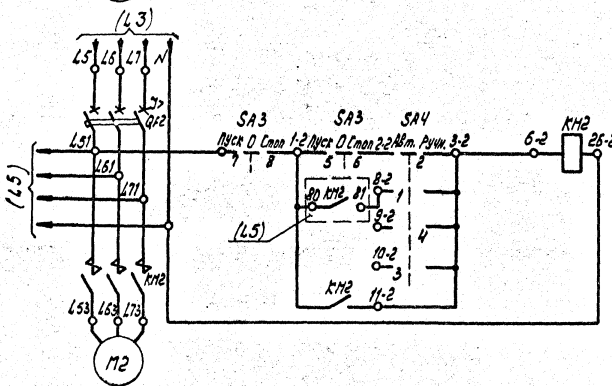 (L3)
L5 L6 L7 N
I> QF2
SA3 SA3 SA4
L51 Пуск 0 Стоп 1-2 Пуск 0 Стоп 2-2 Авт. Ручн. 3-2 6-2 KM2 26-2
7 8 5 6 2
L61
L71
(L5)
80 KM2 81 8-2 1
(L5) 9-2 4
10-2 3
KM2 KM2 11-2
L53 L63 L73
M2